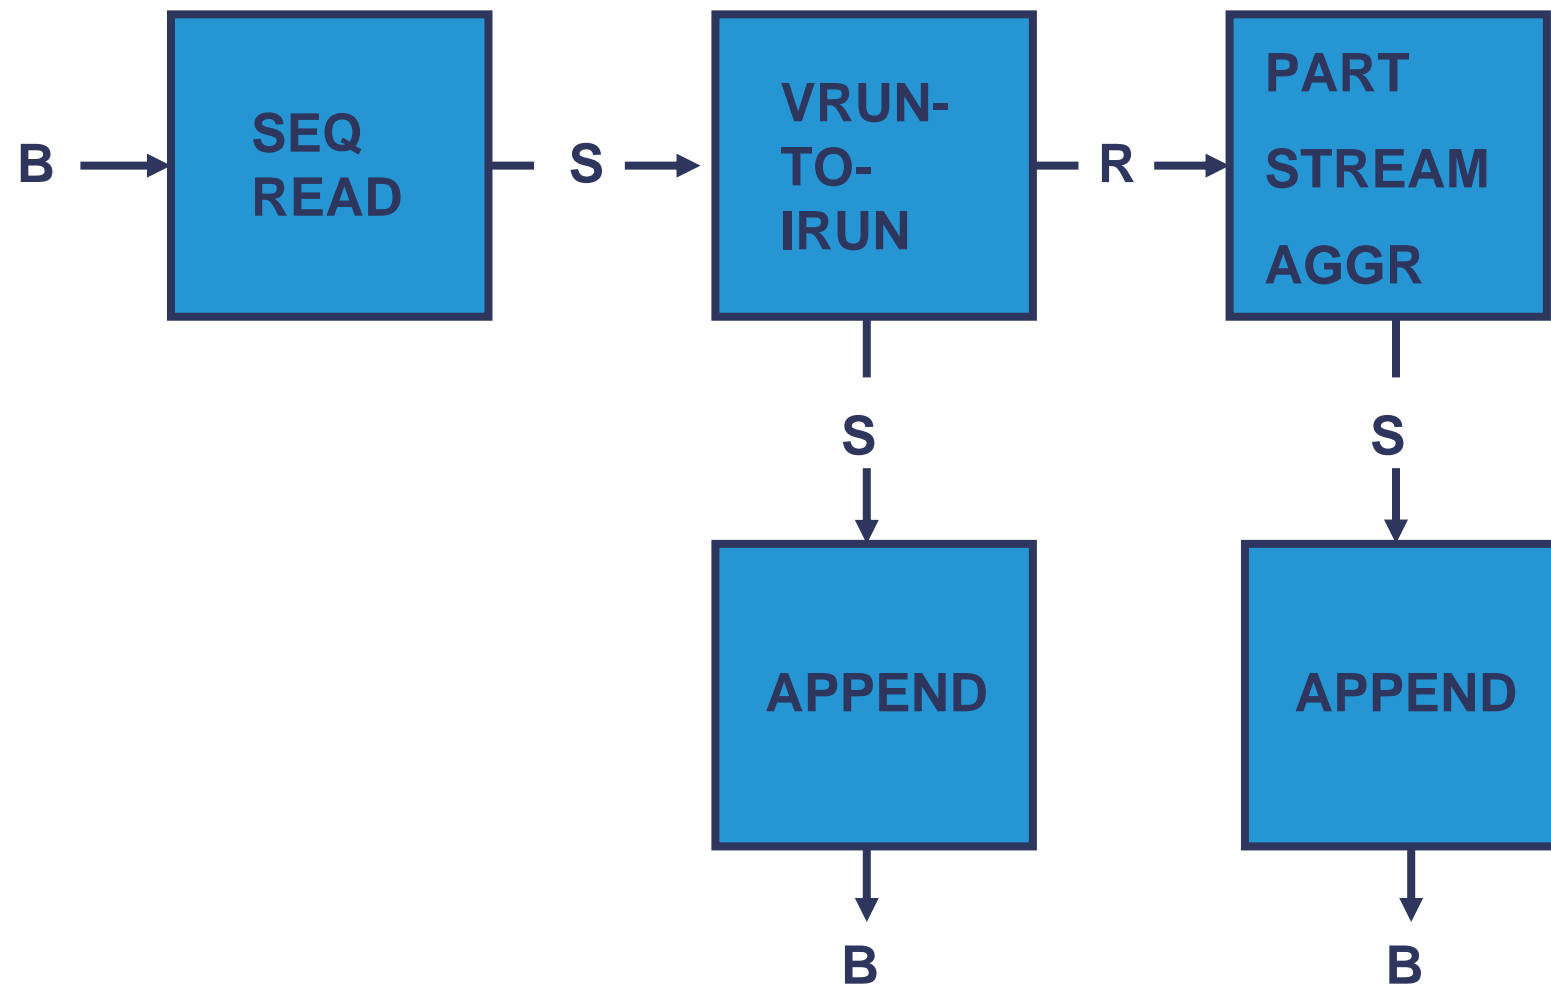 B
SEQ
READ
S
VRUN-
TO-
IRUN
R
PART
STREAM
AGGR
S
S
APPEND
APPEND
B
B